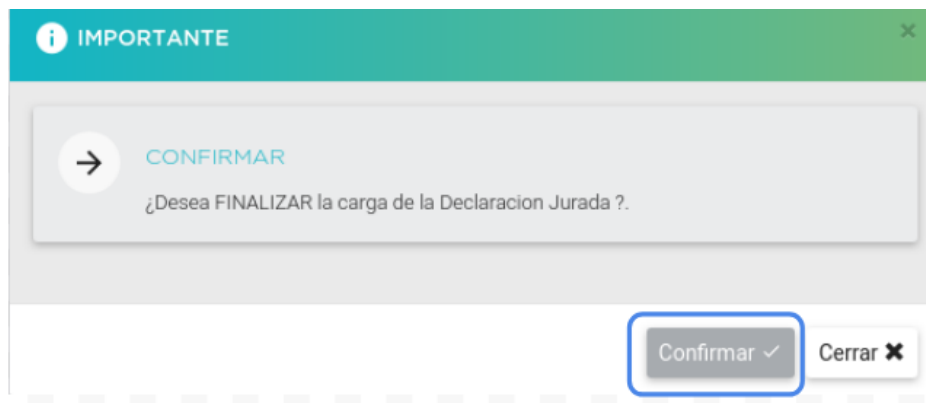 IMPORTANTE
CONFIRMAR
¿Desea FINALIZAR la carga de la Declaracion Jurada ?.
Confirmar ✓ Cerrar ✖